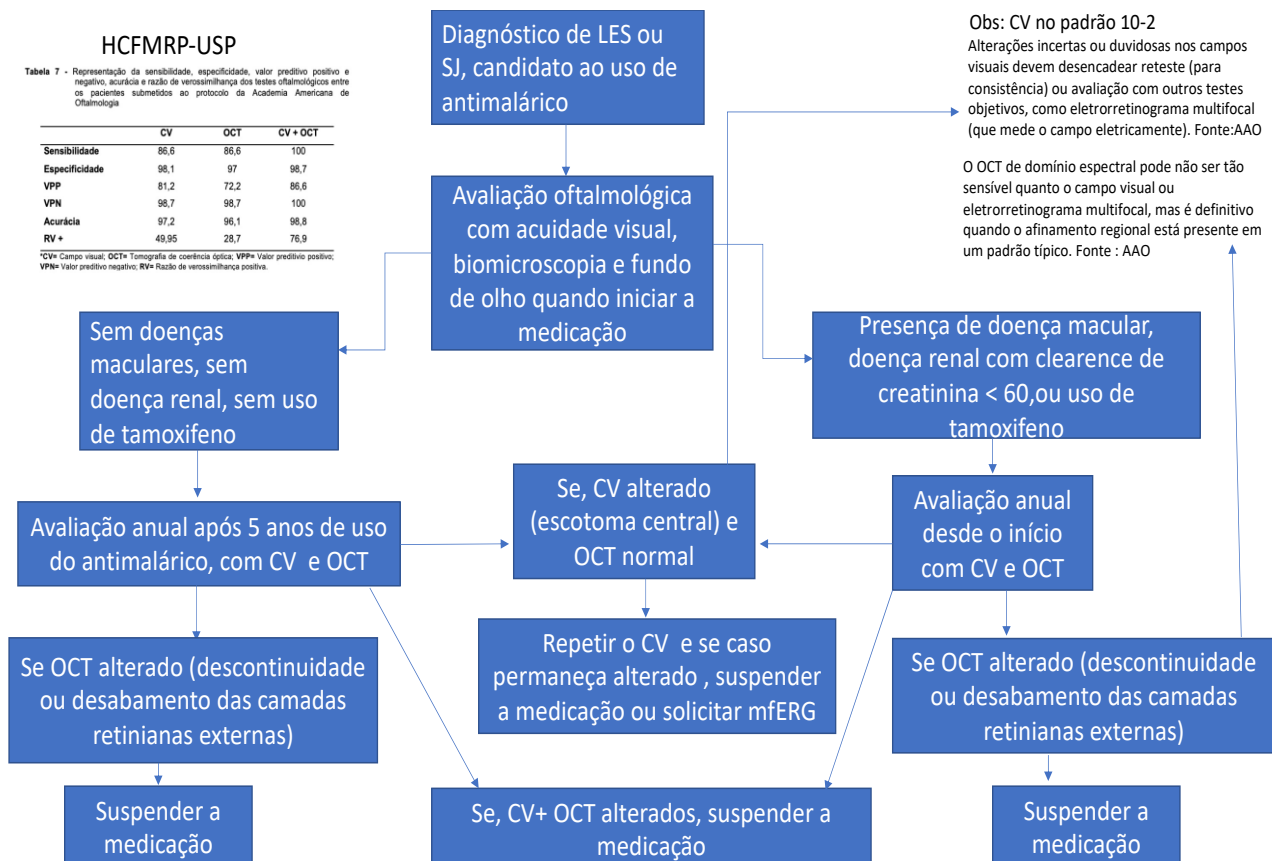 HCFMRP-USP
Tabela 7 - Representação da sensibilidade, especificidade, valor preditivo positivo e
negativo, acurácia e razão de verossimilhança dos testes oftalmológicos entre
os pacientes submetidos ao protocolo da Academia Americana de
Oftalmologia
CV OCT CV + OCT
Sensibilidade 86,6 86,6 100
Especificidade 98,1 97 98,7
VPP 81,2 72,2 86,6
VPN 98,7 98,7 100
Acurácia 97,2 96,1 98,8
RV + 49,95 28,7 76,9
*CV= Campo visual; OCT= Tomografia de coerência óptica; VPP= Valor preditivio positivo;
VPN= Valor preditivo negativo; RV= Razão de verossimilhança positiva.
Diagnóstico de LES ou
SJ, candidato ao uso de
antimalárico
Obs: CV no padrão 10-2
Alterações incertas ou duvidosas nos campos
visuais devem desencadear reteste (para
consistência) ou avaliação com outros testes
objetivos, como eletrorretinograma multifocal
(que mede o campo eletricamente). Fonte:AAO
O OCT de domínio espectral pode não ser tão
sensível quanto o campo visual ou
eletrorretinograma multifocal, mas é definitivo
quando o afinamento regional está presente em
um padrão típico. Fonte : AAO
Avaliação oftalmológica
com acuidade visual,
biomicroscopia e fundo
de olho quando iniciar a
medicação
Sem doenças
maculares, sem
doença renal, sem uso
de tamoxifeno
Presença de doença macular,
doença renal com clearence de
creatinina < 60,ou uso de
tamoxifeno
Avaliação anual após 5 anos de uso
do antimalárico, com CV e OCT
Se, CV alterado
(escotoma central) e
OCT normal
Avaliação anual
desde o início
com CV e OCT
Se OCT alterado (descontinuidade
ou desabamento das camadas
retinianas externas)
Repetir o CV e se caso
permaneça alterado , suspender
a medicação ou solicitar mfERG
Se OCT alterado (descontinuidade
ou desabamento das camadas
retinianas externas)
Suspender a
medicação
Se, CV+ OCT alterados, suspender a
medicação
Suspender a
medicação